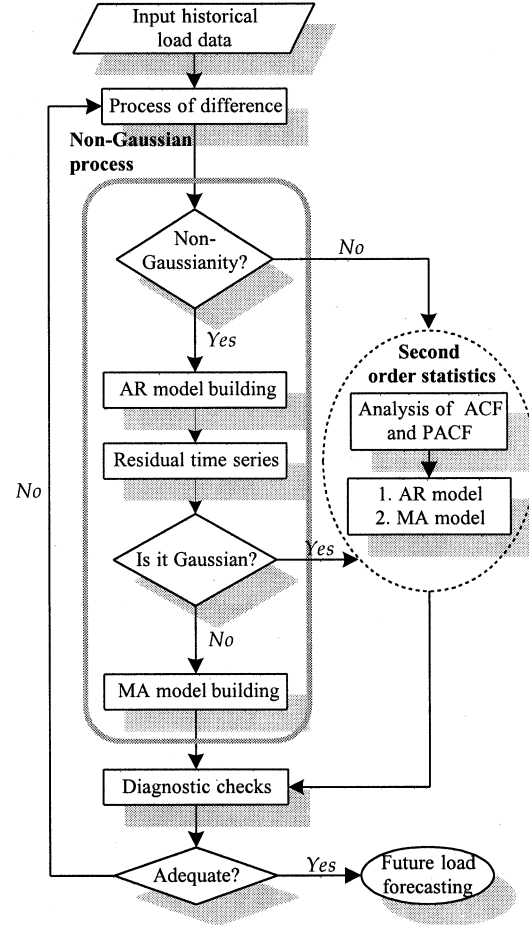 Input historical
load data
Process of difference
Non-Gaussian
process
Non-
Gaussianity?
No
Yes
Second
order statistics
AR model building
Analysis of ACF
and PACF
Residual time series
1. AR model
2. MA model
No
Is it Gaussian?
Yes
No
MA model building
Diagnostic checks
Adequate?
Yes
Future load
forecasting